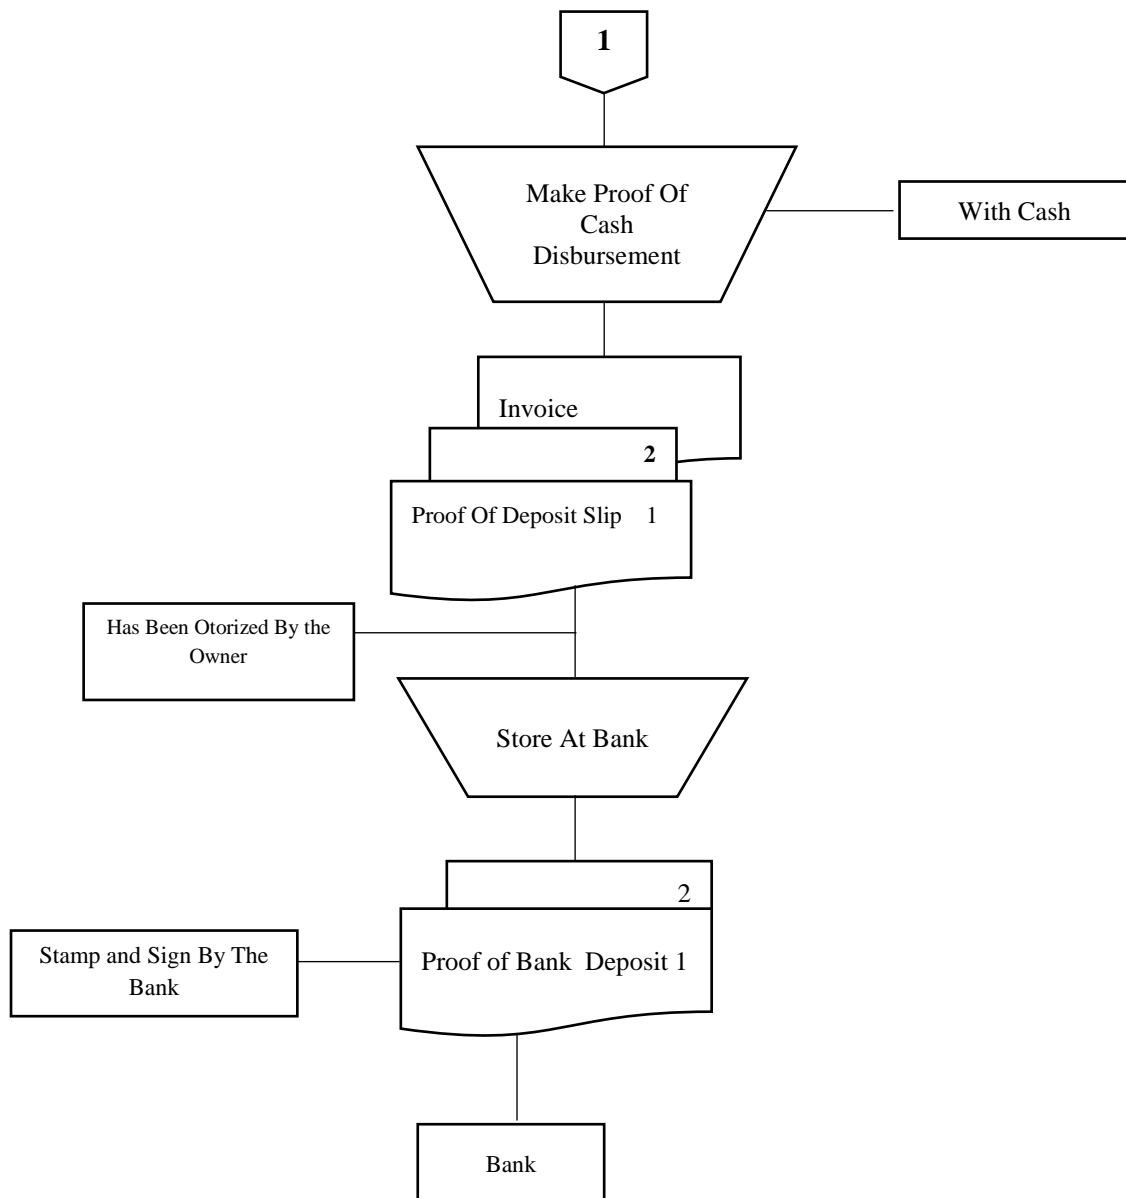 1
Make Proof Of
Cash
Disbursement
With Cash
Invoice
2
Proof Of Deposit Slip 1
Has Been Otorized By the
Owner
Store At Bank
2
Proof of Bank Deposit 1
Stamp and Sign By The
Bank
Bank